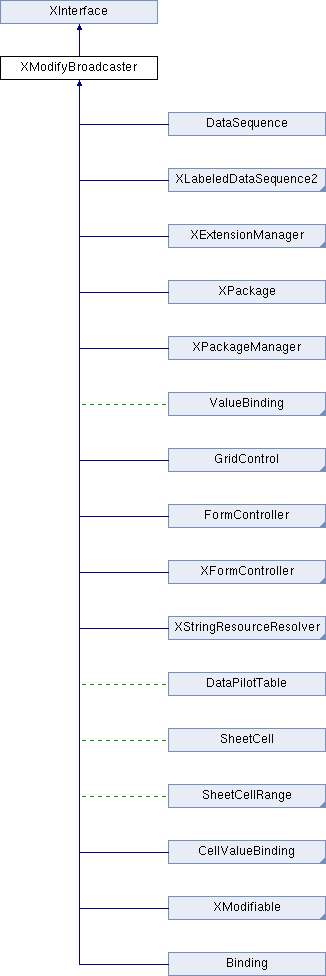 XInterface
XModifyBroadcaster
DataSequence
XLabeledDataSequence2
XExtensionManager
XPackage
XPackageManager
ValueBinding
GridControl
FormController
XFormController
XStringResourceResolver
DataPilotTable
SheetCell
SheetCellRange
CellValueBinding
XModifiable
Binding